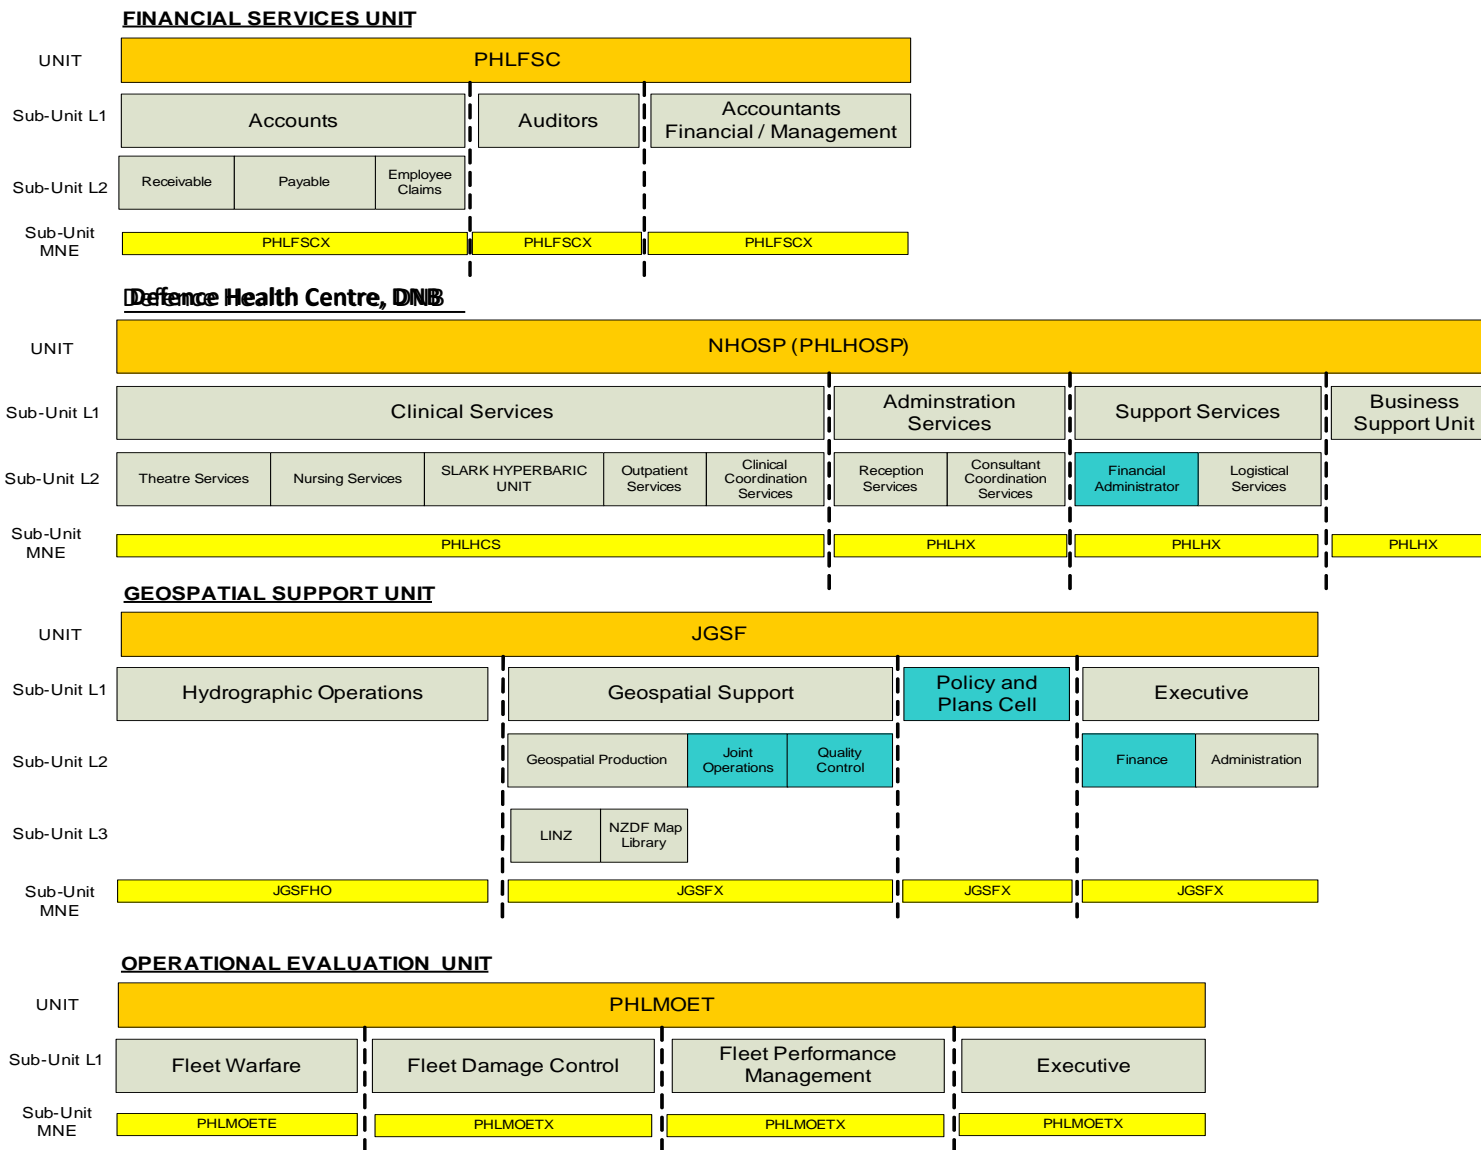 FINANCIAL SERVICES UNIT
UNIT
PHLFSC
Sub-Unit L1
Accounts
Auditors
Accountants
Financial / Management
Sub-Unit L2
Receivable
Payable
Employee
Claims
Sub-Unit
MNE
PHLFSCX
PHLFSCX
PHLFSCX
Defence Health Centre, DNB
UNIT
NHOSP (PHLHOSP)
Sub-Unit L1
Clinical Services
Adminstration
Services
Support Services
Business
Support Unit
Sub-Unit L2
Theatre Services
Nursing Services
SLARK HYPERBARIC
UNIT
Outpatient
Services
Clinical
Coordination
Services
Reception
Services
Consultant
Coordination
Services
Financial
Administrator
Logistical
Services
Sub-Unit
MNE
PHLHCS
PHLHX
PHLHX
PHLHX
GEOSPATIAL SUPPORT UNIT
UNIT
JGSF
Sub-Unit L1
Hydrographic Operations
Geospatial Support
Policy and
Plans Cell
Executive
Sub-Unit L2
Geospatial Production
Joint
Operations
Quality
Control
Finance
Administration
Sub-Unit L3
LINZ
NZDF Map
Library
Sub-Unit
MNE
JGSFHO
JGSFX
JGSFX
JGSFX
OPERATIONAL EVALUATION UNIT
UNIT
PHLMOET
Sub-Unit L1
Fleet Warfare
Fleet Damage Control
Fleet Performance
Management
Executive
Sub-Unit
MNE
PHLMOETE
PHLMOETX
PHLMOETX
PHLMOETX